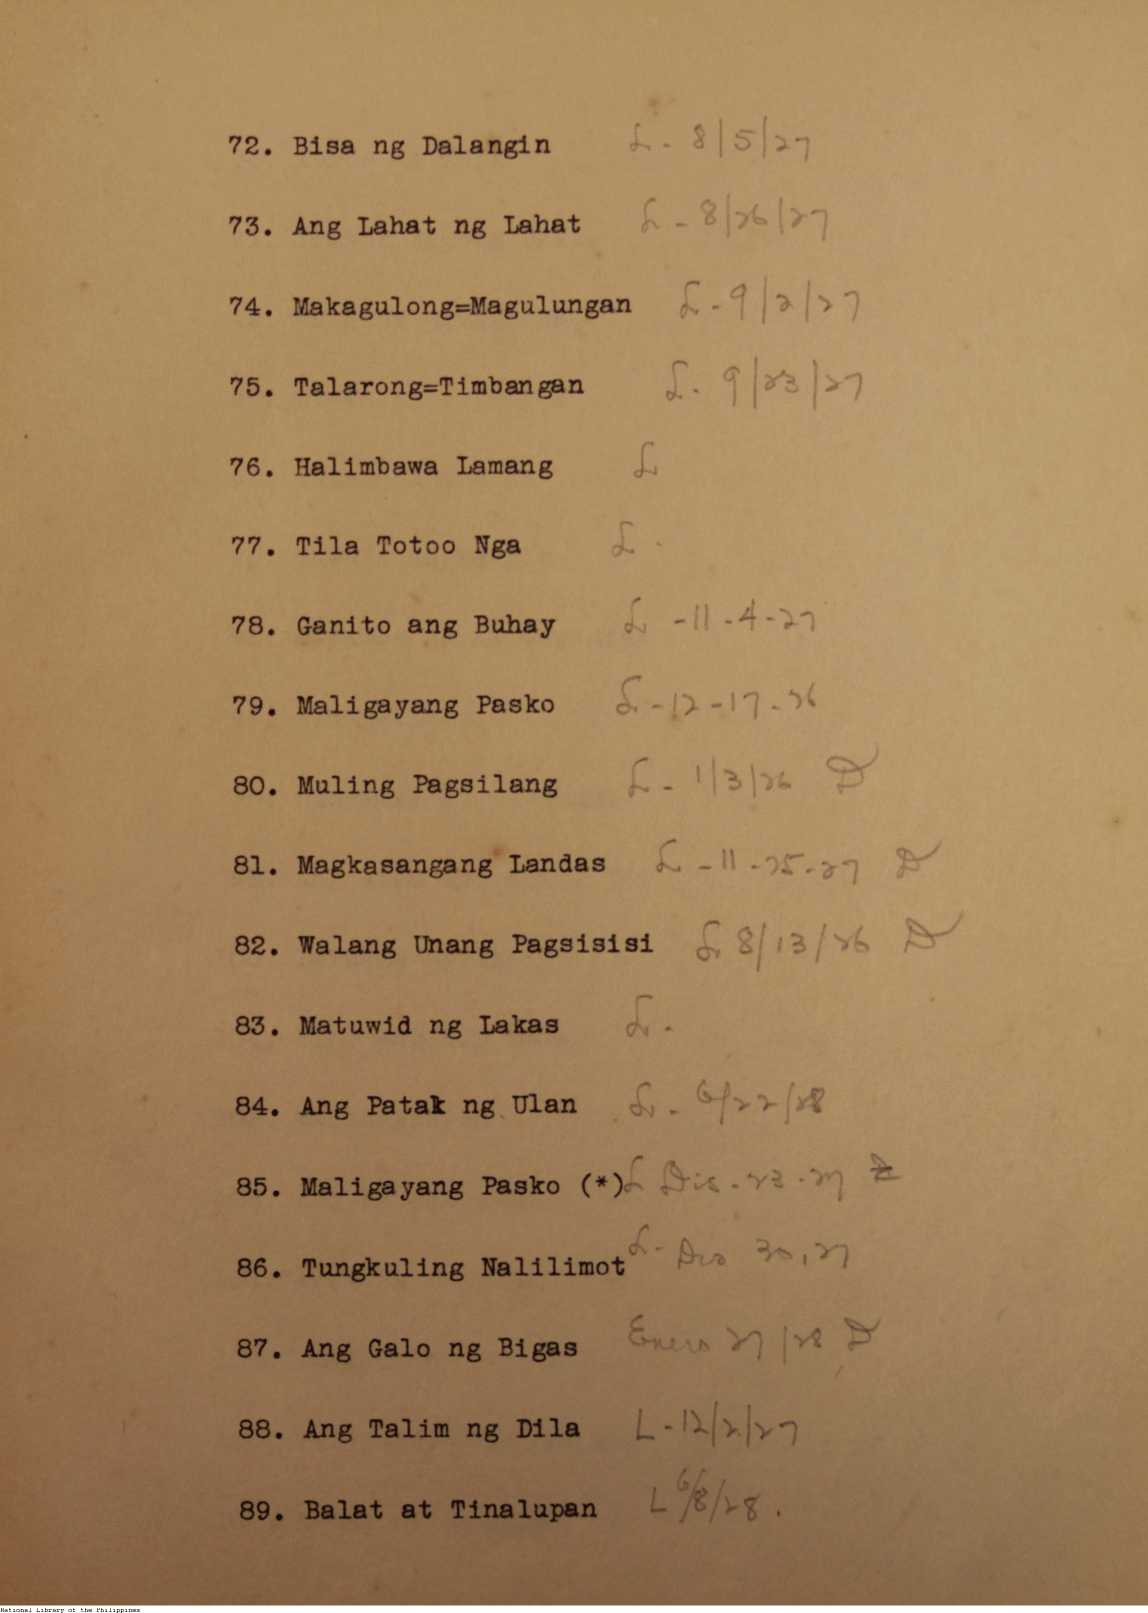 72. Bisa ng Dalangin L - 8/5/27
73. Ang Lahat ng Lahat L - 8/26/27
74. Makagulong=Magulungan L - 9/2/27
75. Talarong=Timbangan L. 9/23/27
76. Halimbawa Lamang L
77. Tila Totoo Nga L.
78. Ganito ang Buhay L -11-4-27
79. Maligayang Pasko L-12-17-26
80. Muling Pagsilang L - 1/3/26 D
81. Magkasangang Landas L -11-25-27 D
82. Walang Unang Pagsisisi L 8/13/26 D
83. Matuwid ng Lakas L.
84. Ang Patak ng Ulan L. 6/22/28
85. Maligayang Pasko (*) L Dis. 23-27
86. Tungkuling Nalilimot L- 30, 27
87. Ang Galo ng Bigas Enero 27/28 D
88. Ang Talim ng Dila L-12/2/27
89. Balat at Tinalupan L 6/8/28.
National Library of the Philippines